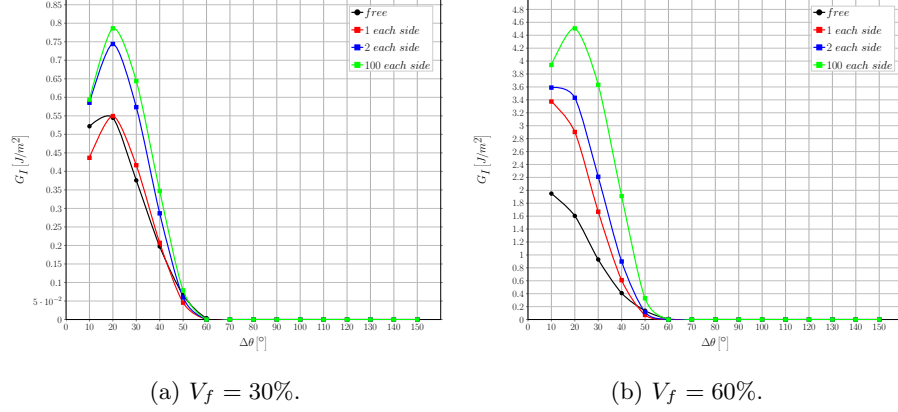 0.85
0.8
0.75
0.7
0.65
0.6
0.55
0.5
0.45
0.4
0.35
0.3
0.25
0.2
0.15
0.1
5 · 10⁻²
0
G_I [J/m²]
0 10 20 30 40 50 60 70 80 90 100 110 120 130 140 150
Δθ [°]
free
1 each side
2 each side
100 each side
(a) V_f = 30%.
4.8
4.6
4.4
4.2
4
3.8
3.6
3.4
3.2
3
2.8
2.6
2.4
2.2
2
1.8
1.6
1.4
1.2
1
0.8
0.6
0.4
0.2
0
G_I [J/m²]
0 10 20 30 40 50 60 70 80 90 100 110 120 130 140 150
Δθ [°]
free
1 each side
2 each side
100 each side
(b) V_f = 60%.